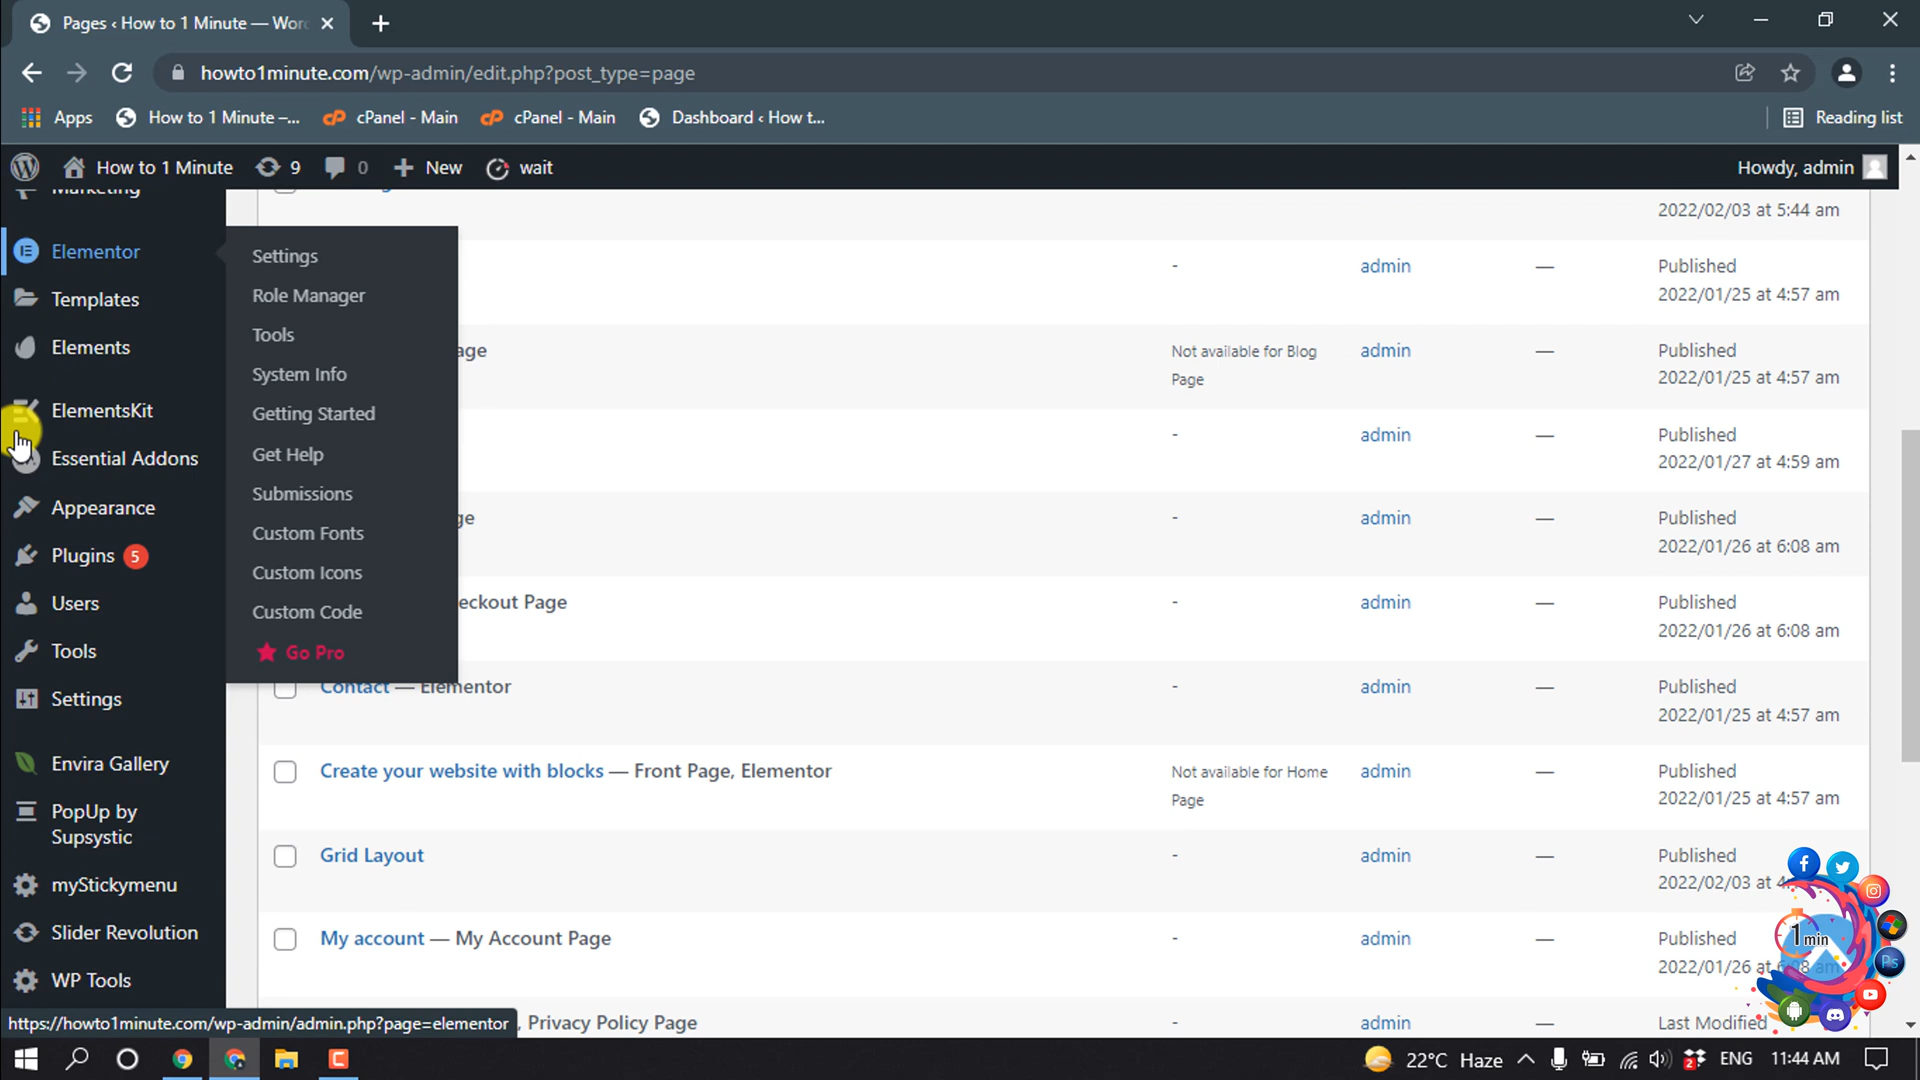 Pages ‹ How to 1 Minute — Wor
howto1minute.com/wp-admin/edit.php?post_type=page
Apps
How to 1 Minute –...
cPanel - Main
cPanel - Main
Dashboard ‹ How t...
Reading list
How to 1 Minute
9
0
New
wait
Howdy, admin
Marketing
Elementor
Templates
Elements
ElementsKit
Essential Addons
Appearance
Plugins 5
Users
Tools
Settings
Envira Gallery
PopUp by
Supsystic
myStickymenu
Slider Revolution
WP Tools
Settings
Role Manager
Tools
System Info
Getting Started
Get Help
Submissions
Custom Fonts
Custom Icons
Custom Code
Go Pro
2022/02/03 at 5:44 am
- admin — Published
2022/01/25 at 4:57 am
age Not available for Blog admin — Published
Page 2022/01/25 at 4:57 am
- admin — Published
2022/01/27 at 4:59 am
ge - admin — Published
2022/01/26 at 6:08 am
eckout Page - admin — Published
2022/01/26 at 6:08 am
Contact — Elementor - admin — Published
2022/01/25 at 4:57 am
Create your website with blocks — Front Page, Elementor Not available for Home admin — Published
Page 2022/01/25 at 4:57 am
Grid Layout - admin — Published
2022/02/03 at
My account — My Account Page - admin — Published
2022/01/26 at 6:08 am
, Privacy Policy Page - admin — Last Modified
https://howto1minute.com/wp-admin/admin.php?page=elementor
1min
Ps
22°C Haze
2
ENG
11:44 AM